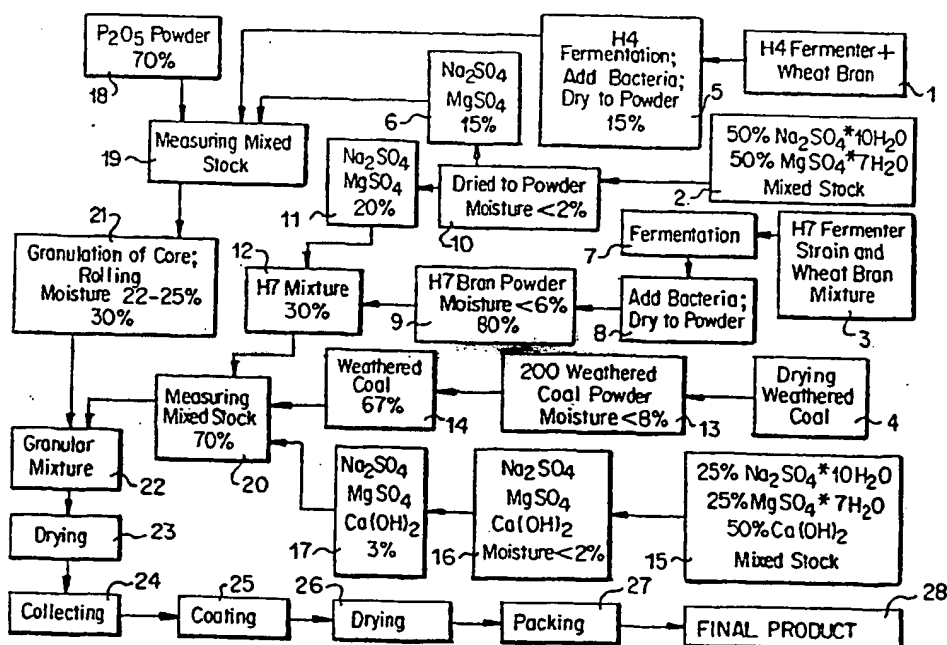 P2O5 Powder
70%
18
Na2SO4
MgSO4
15%
6
H4
Fermentation;
Add Bacteria;
Dry to Powder
15%
5
H4 Fermenter+
Wheat Bran
1
Measuring Mixed
Stock
19
Na2SO4
MgSO4
20%
11
Dried to Powder
Moisture <2%
10
50% Na2SO4*10H2O
50% MgSO4*7H2O
Mixed Stock
2
21
Granulation of Core;
Rolling
Moisture 22-25%
30%
12
H7 Mixture
30%
H7 Bran Powder
Moisture<6%
80%
9
Fermentation
7
Add Bacteria;
Dry to Powder
8
H7 Fermenter
Strain and
Wheat Bran
Mixture
3
Measuring
Mixed Stock
70%
20
Weathered
Coal
67%
14
200 Weathered
Coal Powder
Moisture<8%
13
Drying
Weathered
Coal
4
Granular
Mixture
22
Na2SO4
MgSO4
Ca(OH)2
3%
17
Na2SO4
MgSO4
Ca(OH)2
Moisture<2%
16
25% Na2SO4*10H2O
25%MgSO4* 7H2O
50%Ca(OH)2
Mixed Stock
15
Drying
23
Collecting
24
Coating
25
Drying
26
Packing
27
FINAL PRODUCT
28